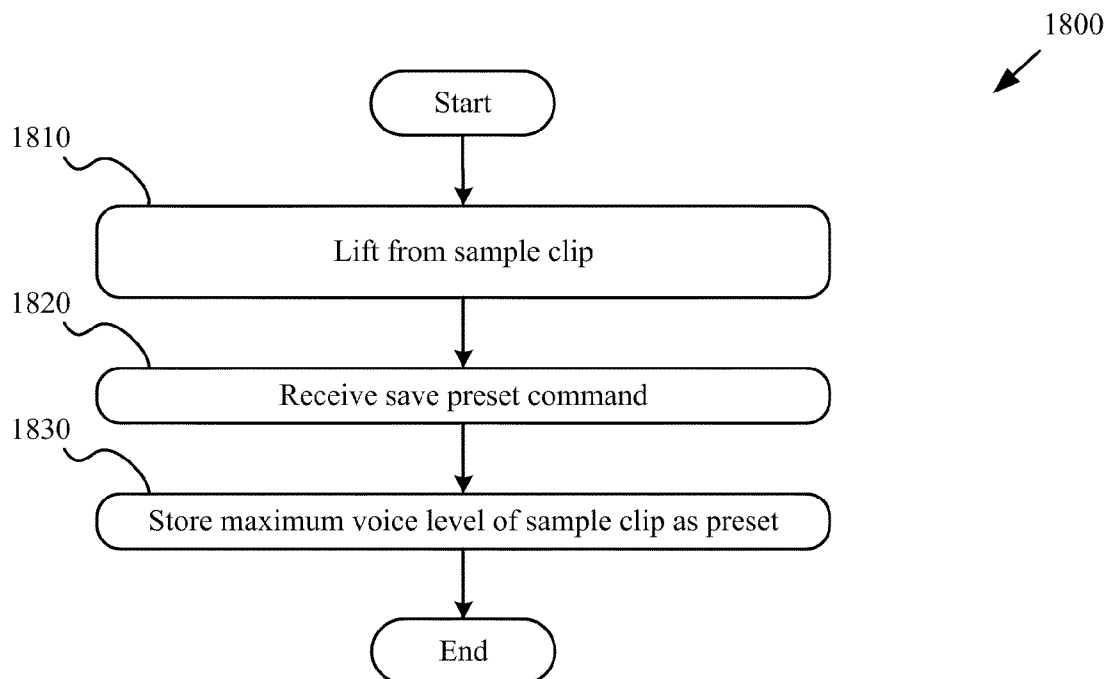 1800
Start
1810
Lift from sample clip
1820
Receive save preset command
1830
Store maximum voice level of sample clip as preset
End